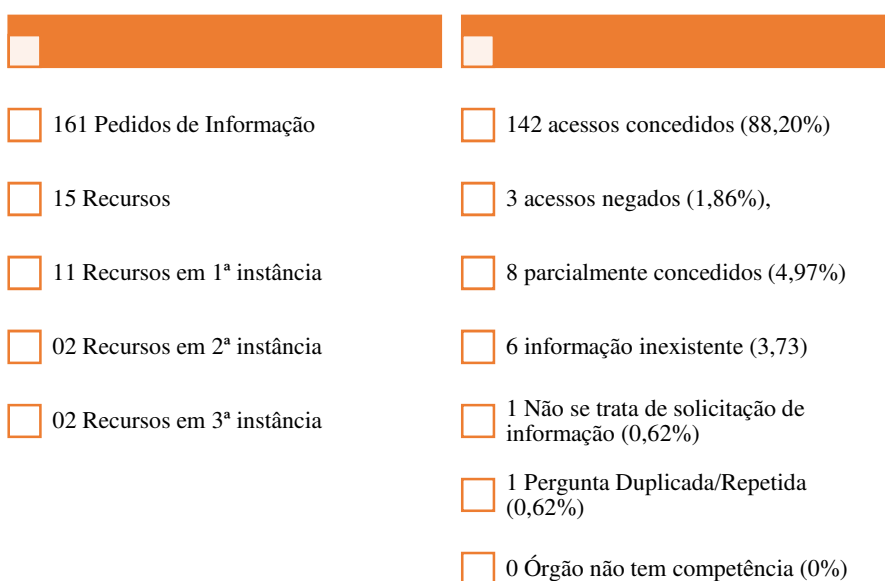 161 Pedidos de Informação
15 Recursos
11 Recursos em 1ª instância
02 Recursos em 2ª instância
02 Recursos em 3ª instância
142 acessos concedidos (88,20%)
3 acessos negados (1,86%),
8 parcialmente concedidos (4,97%)
6 informação inexistente (3,73)
1 Não se trata de solicitação de
informação (0,62%)
1 Pergunta Duplicada/Repetida
(0,62%)
0 Órgão não tem competência (0%)